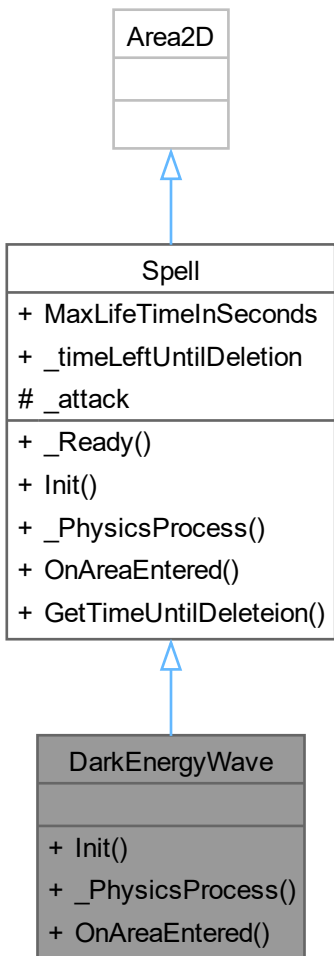 Area2D
Spell
+ MaxLifeTimeInSeconds
+ _timeLeftUntilDeletion
# _attack
+ _Ready()
+ Init()
+ _PhysicsProcess()
+ OnAreaEntered()
+ GetTimeUntilDeleteion()
DarkEnergyWave
+ Init()
+ _PhysicsProcess()
+ OnAreaEntered()